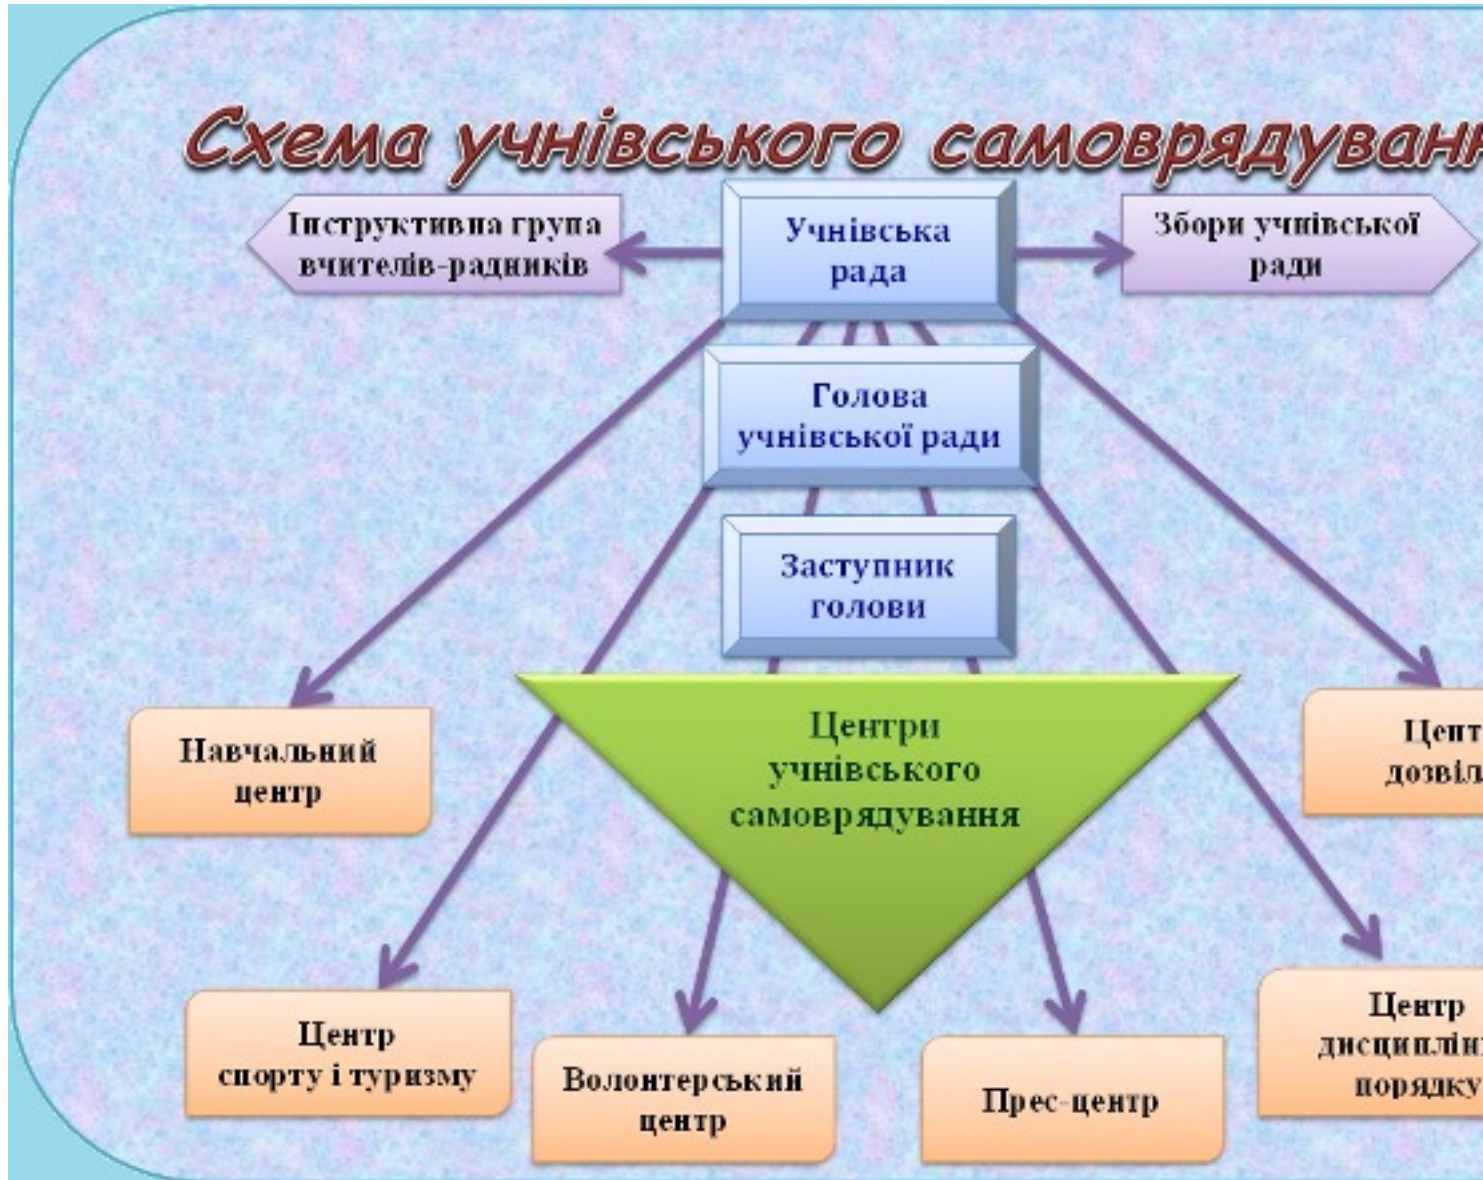 Схема учнівського самоврядуван
Інструктивна група
вчителів-радників
Учнівська
рада
Збори учнівської
ради
Голова
учнівської ради
Заступник
голови
Центри
учнівського
самоврядування
Навчальний
центр
Цент
дозвіл
Центр
спорту і туризму
Волонтерський
центр
Прес-центр
Центр
дисциплін
порядку